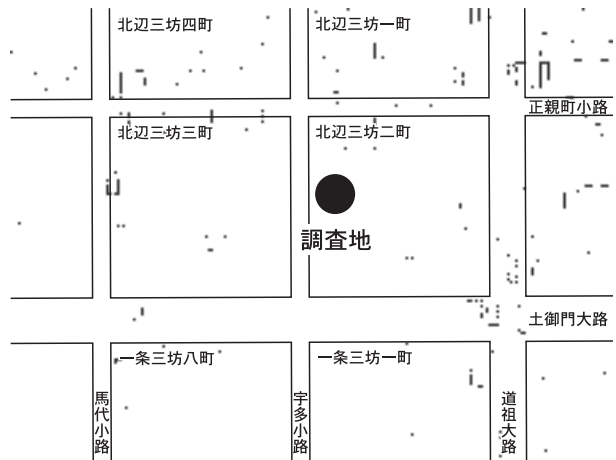 北辺三坊四町
北辺三坊一町
正親町小路
北辺三坊三町
北辺三坊二町
調査地
土御門大路
一条三坊八町
一条三坊一町
馬代小路
宇多小路
道祖大路